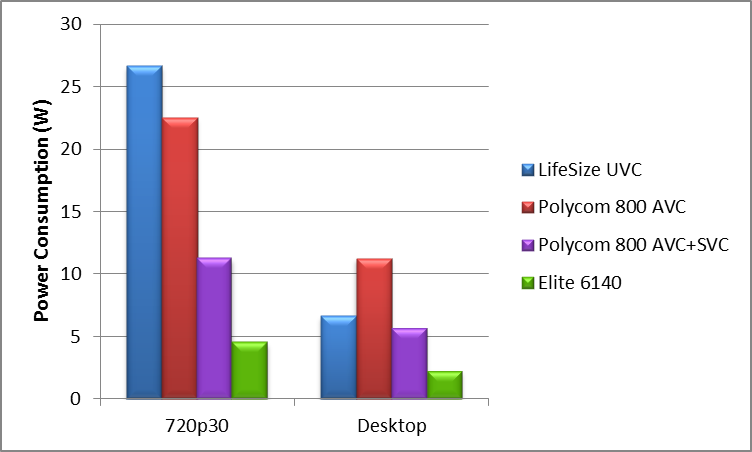 Power Consumption (W)
30
25
20
15
10
5
0
720p30
Desktop
LifeSize UVC
Polycom 800 AVC
Polycom 800 AVC+SVC
Elite 6140